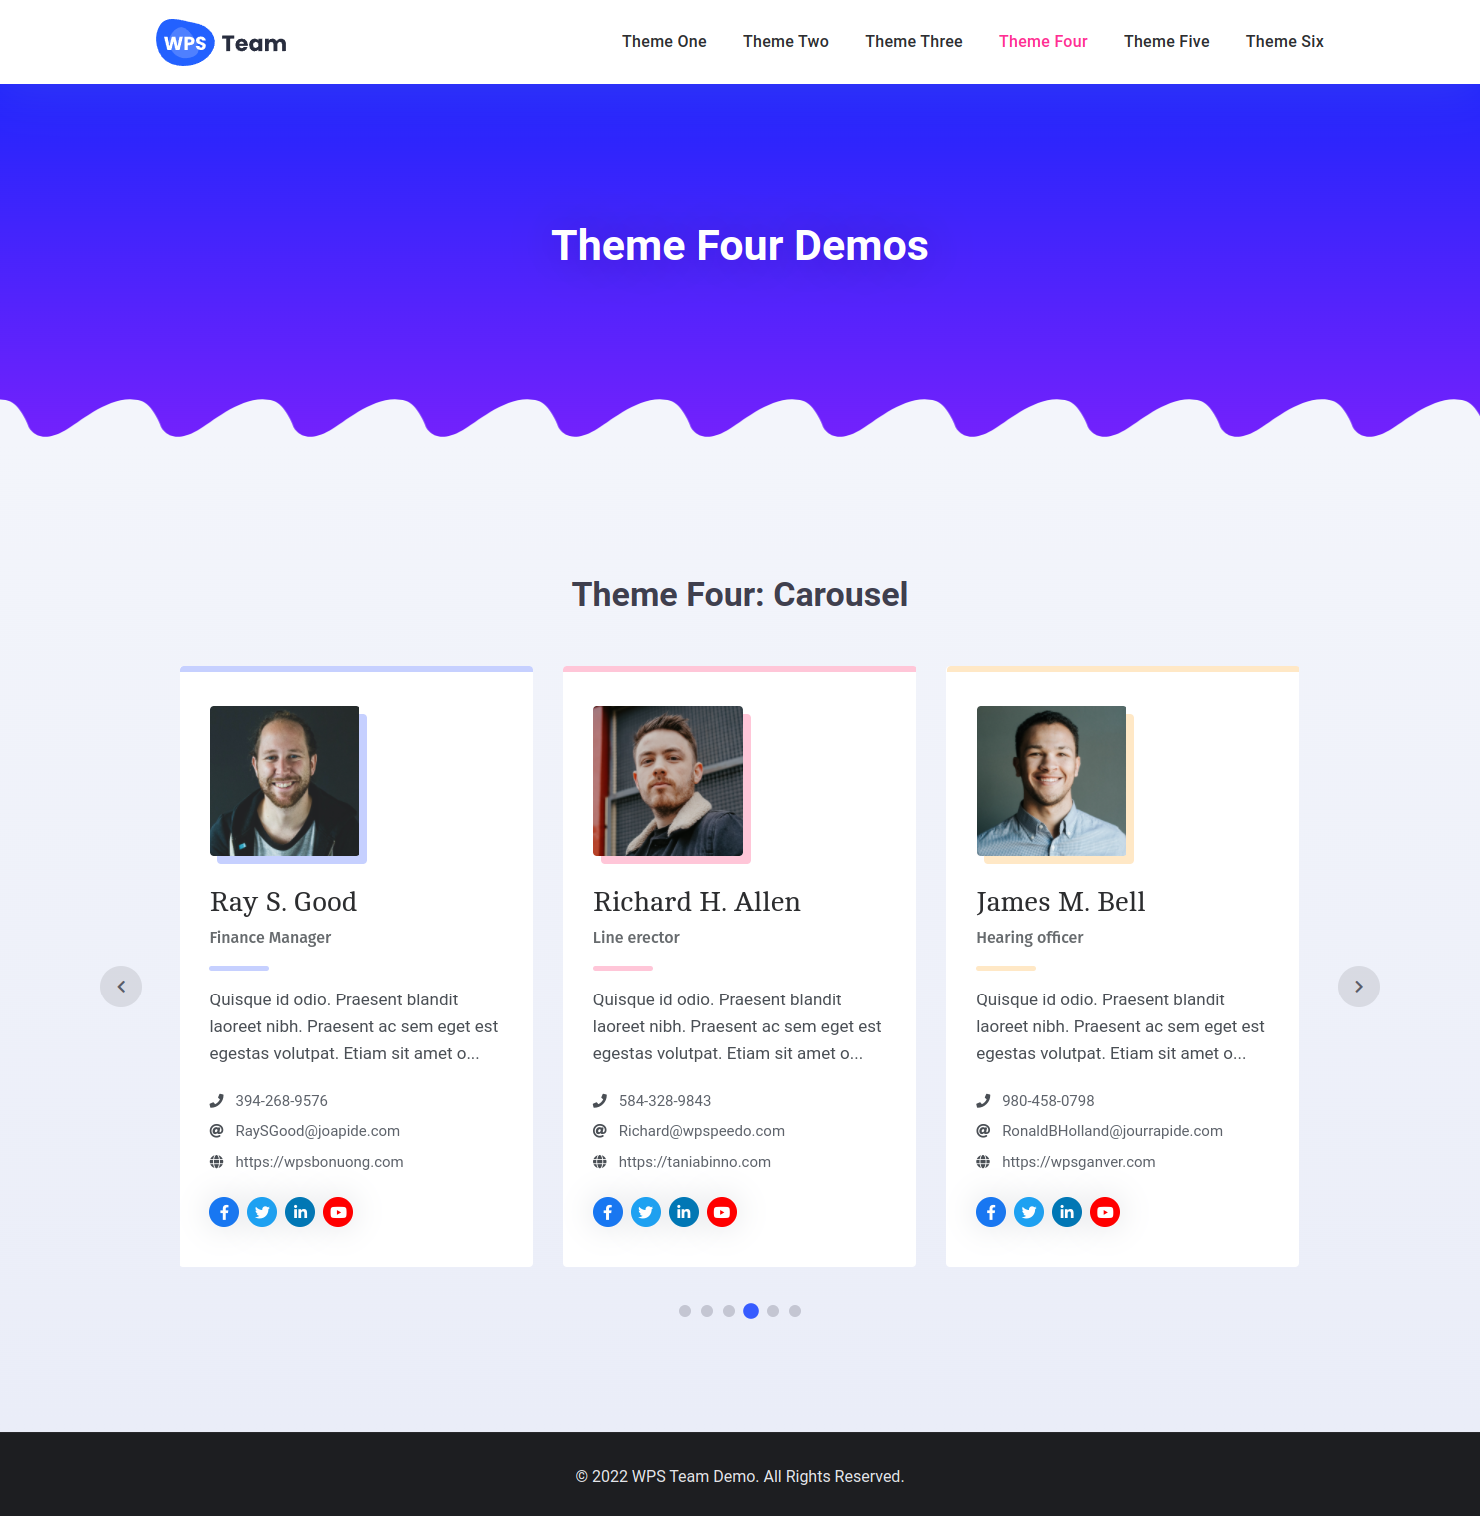 WPS Team
Theme One
Theme Two
Theme Three
Theme Four
Theme Five
Theme Six
Theme Four Demos
Theme Four: Carousel
Ray S. Good
Finance Manager
Quisque id odio. Praesent blandit
laoreet nibh. Praesent ac sem eget est
egestas volutpat. Etiam sit amet o...
394-268-9576
RaySGood@joapide.com
https://wpsbonuong.com
Richard H. Allen
Line erector
Quisque id odio. Praesent blandit
laoreet nibh. Praesent ac sem eget est
egestas volutpat. Etiam sit amet o...
584-328-9843
Richard@wpspeedo.com
https://taniabinno.com
James M. Bell
Hearing officer
Quisque id odio. Praesent blandit
laoreet nibh. Praesent ac sem eget est
egestas volutpat. Etiam sit amet o...
980-458-0798
RonaldBHolland@jourrapide.com
https://wpsganver.com
© 2022 WPS Team Demo. All Rights Reserved.